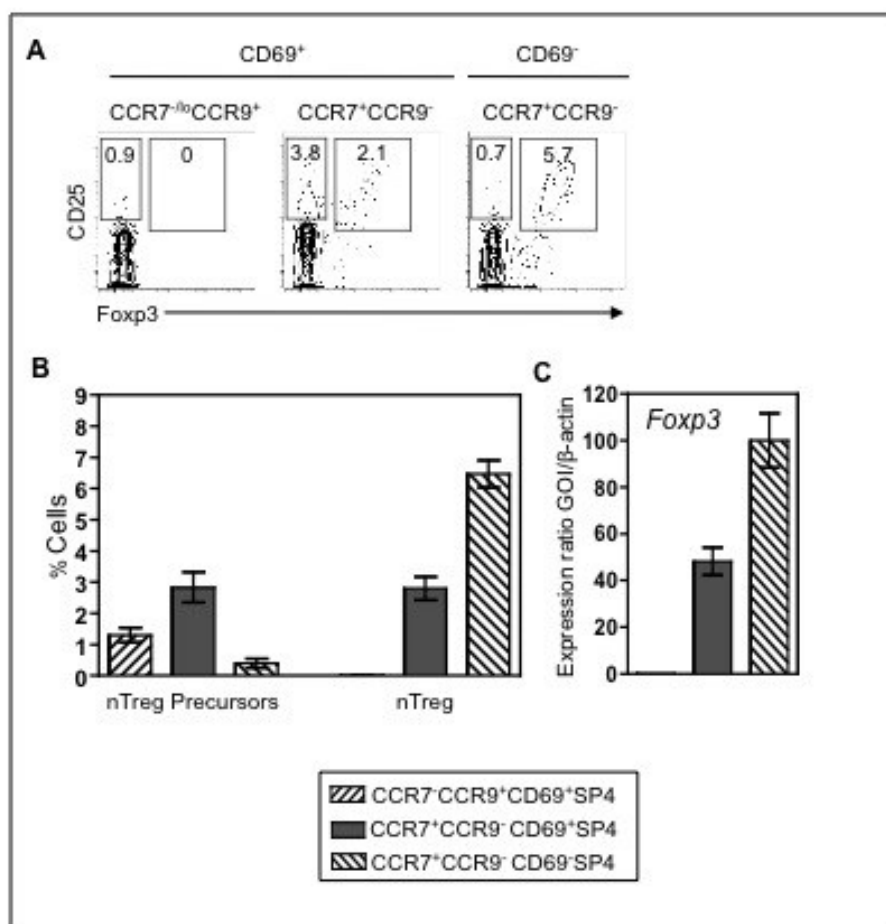 A
CD69⁺ CD69⁻
CCR7⁻/ˡᵒCCR9⁺ CCR7⁺CCR9⁻ CCR7⁺CCR9⁻
0.9 0 3.8 2.1 0.7 5.7
CD25
Foxp3
B
9
8
7
6
5
4
3
2
1
0
% Cells
nTreg Precursors nTreg
C
120
100
80
60
40
20
0
Expression ratio GOI/β-actin
Foxp3
CCR7⁻CCR9⁺CD69⁺SP4
CCR7⁺CCR9⁻ CD69⁺SP4
CCR7⁺CCR9⁻ CD69⁻SP4